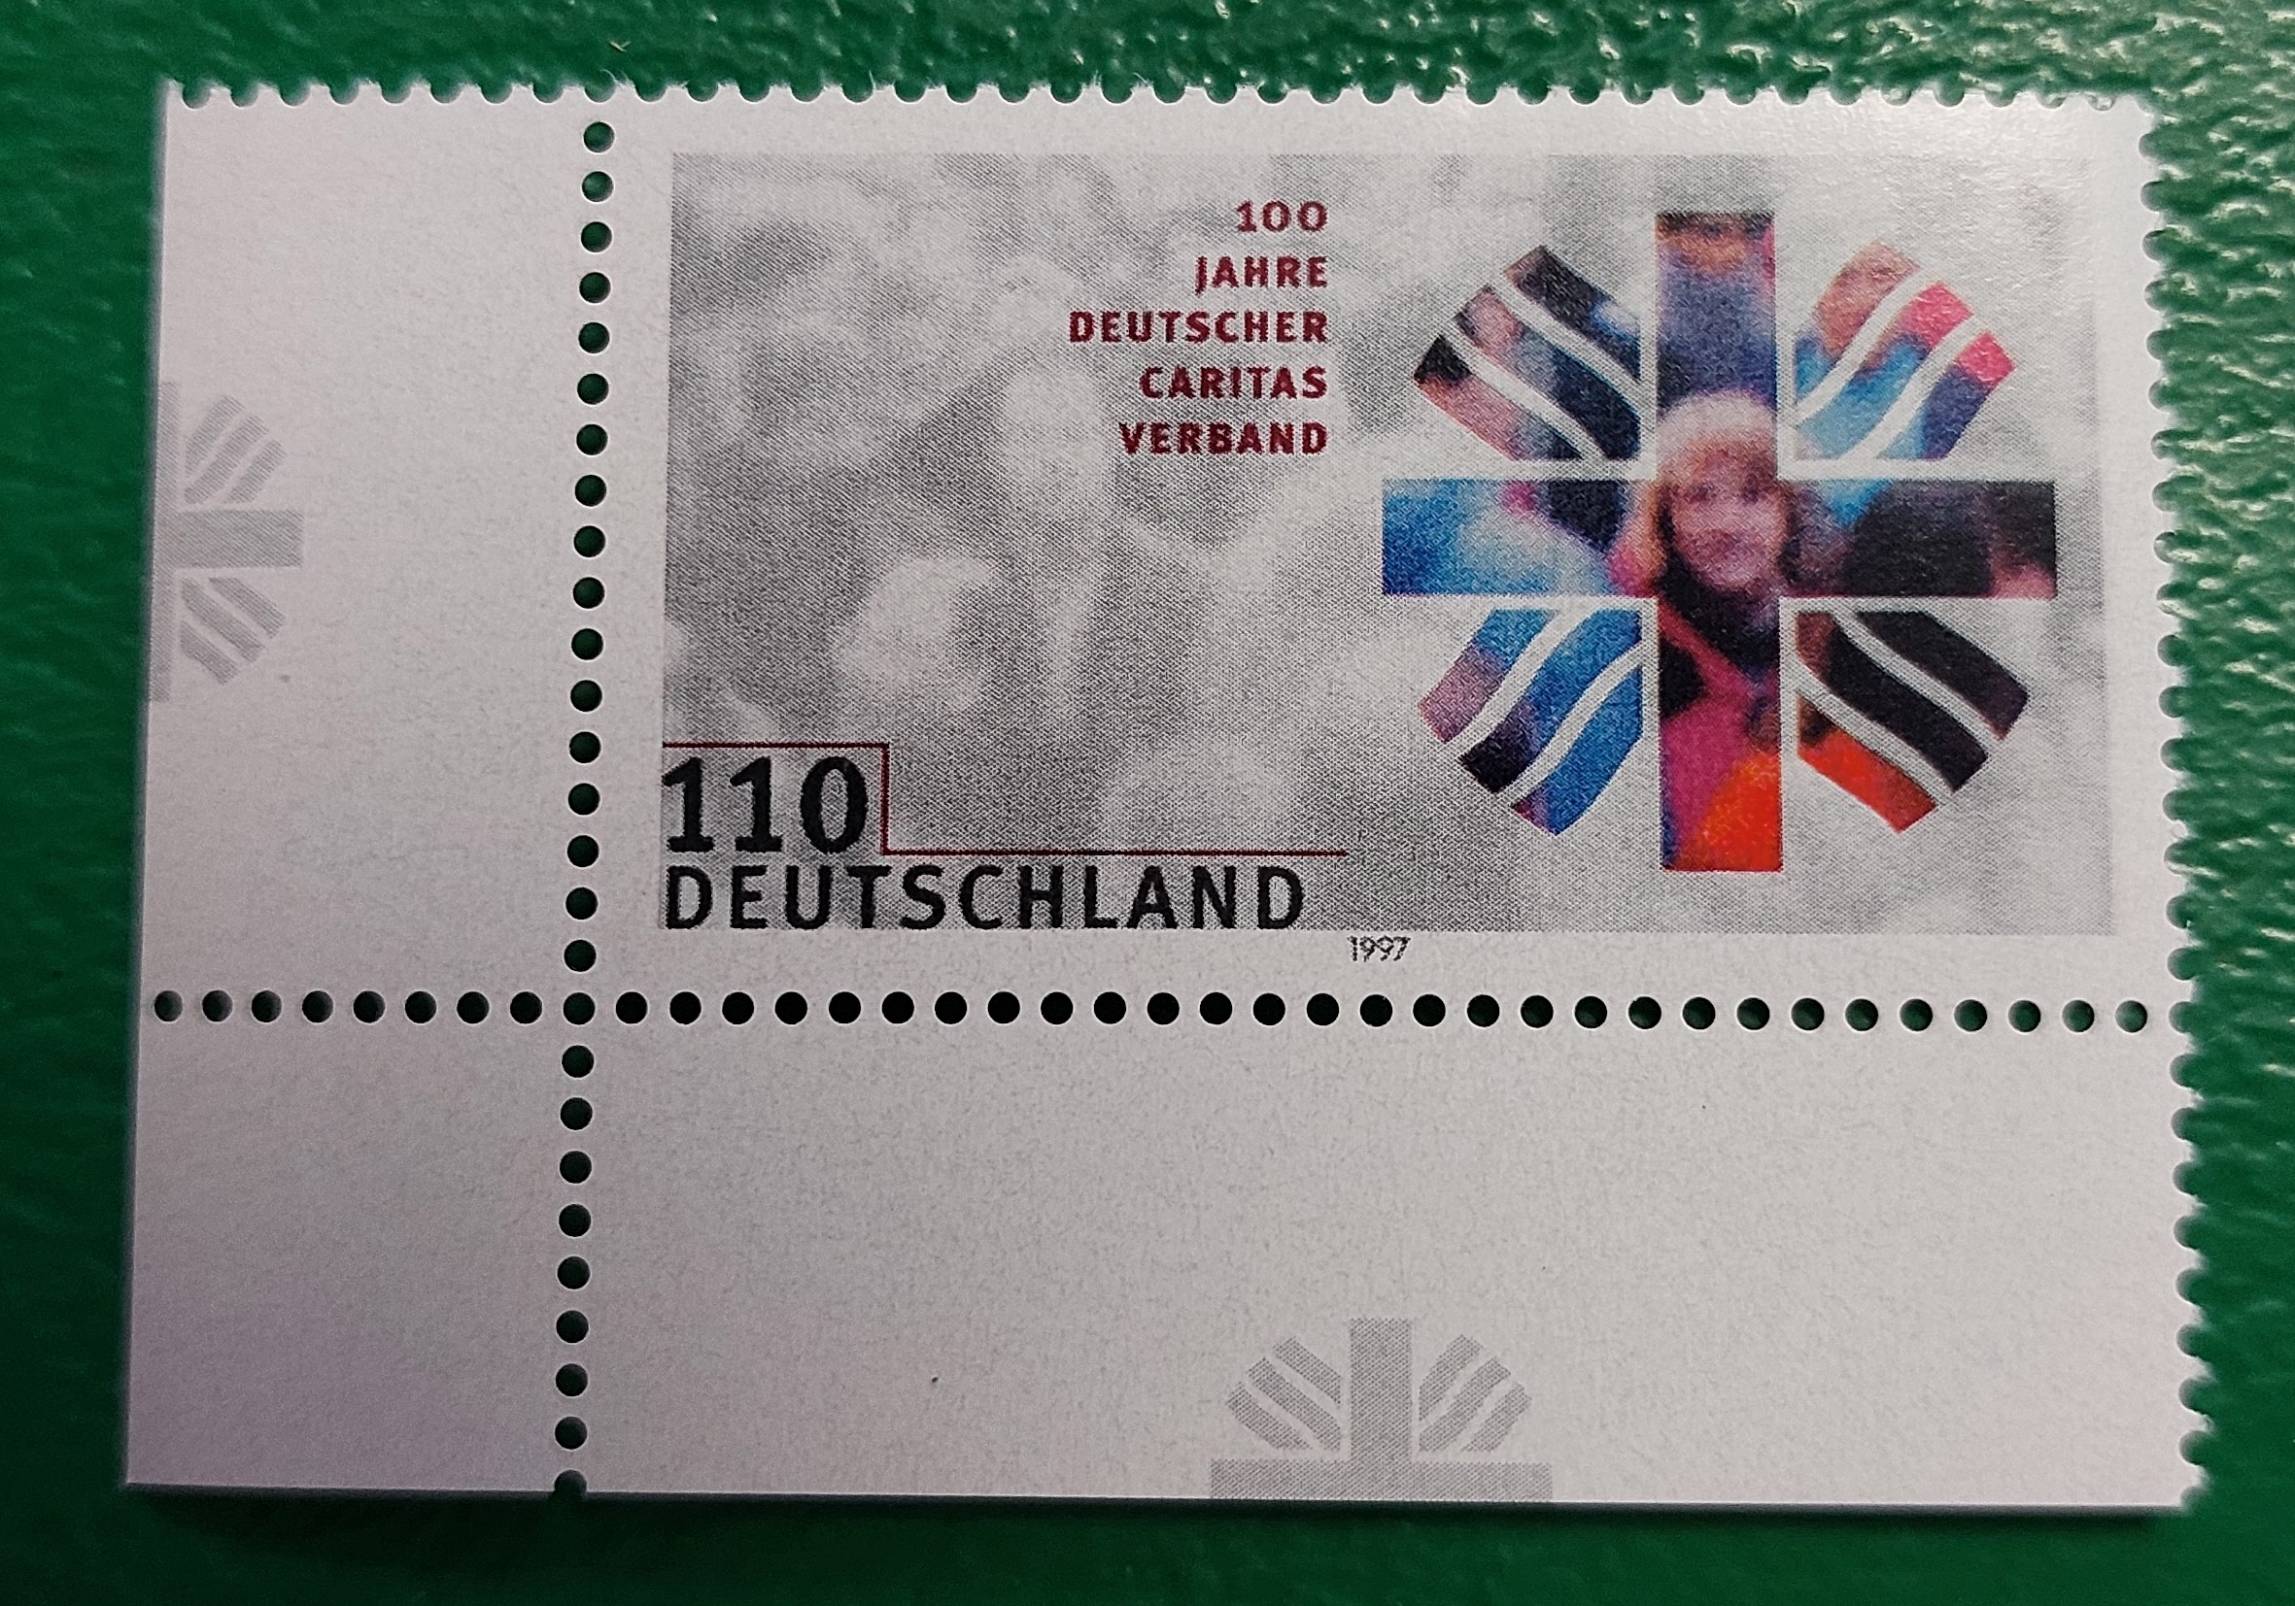 100
JAHRE
DEUTSCHER
CARITAS
VERBAND
110
DEUTSCHLAND
1997